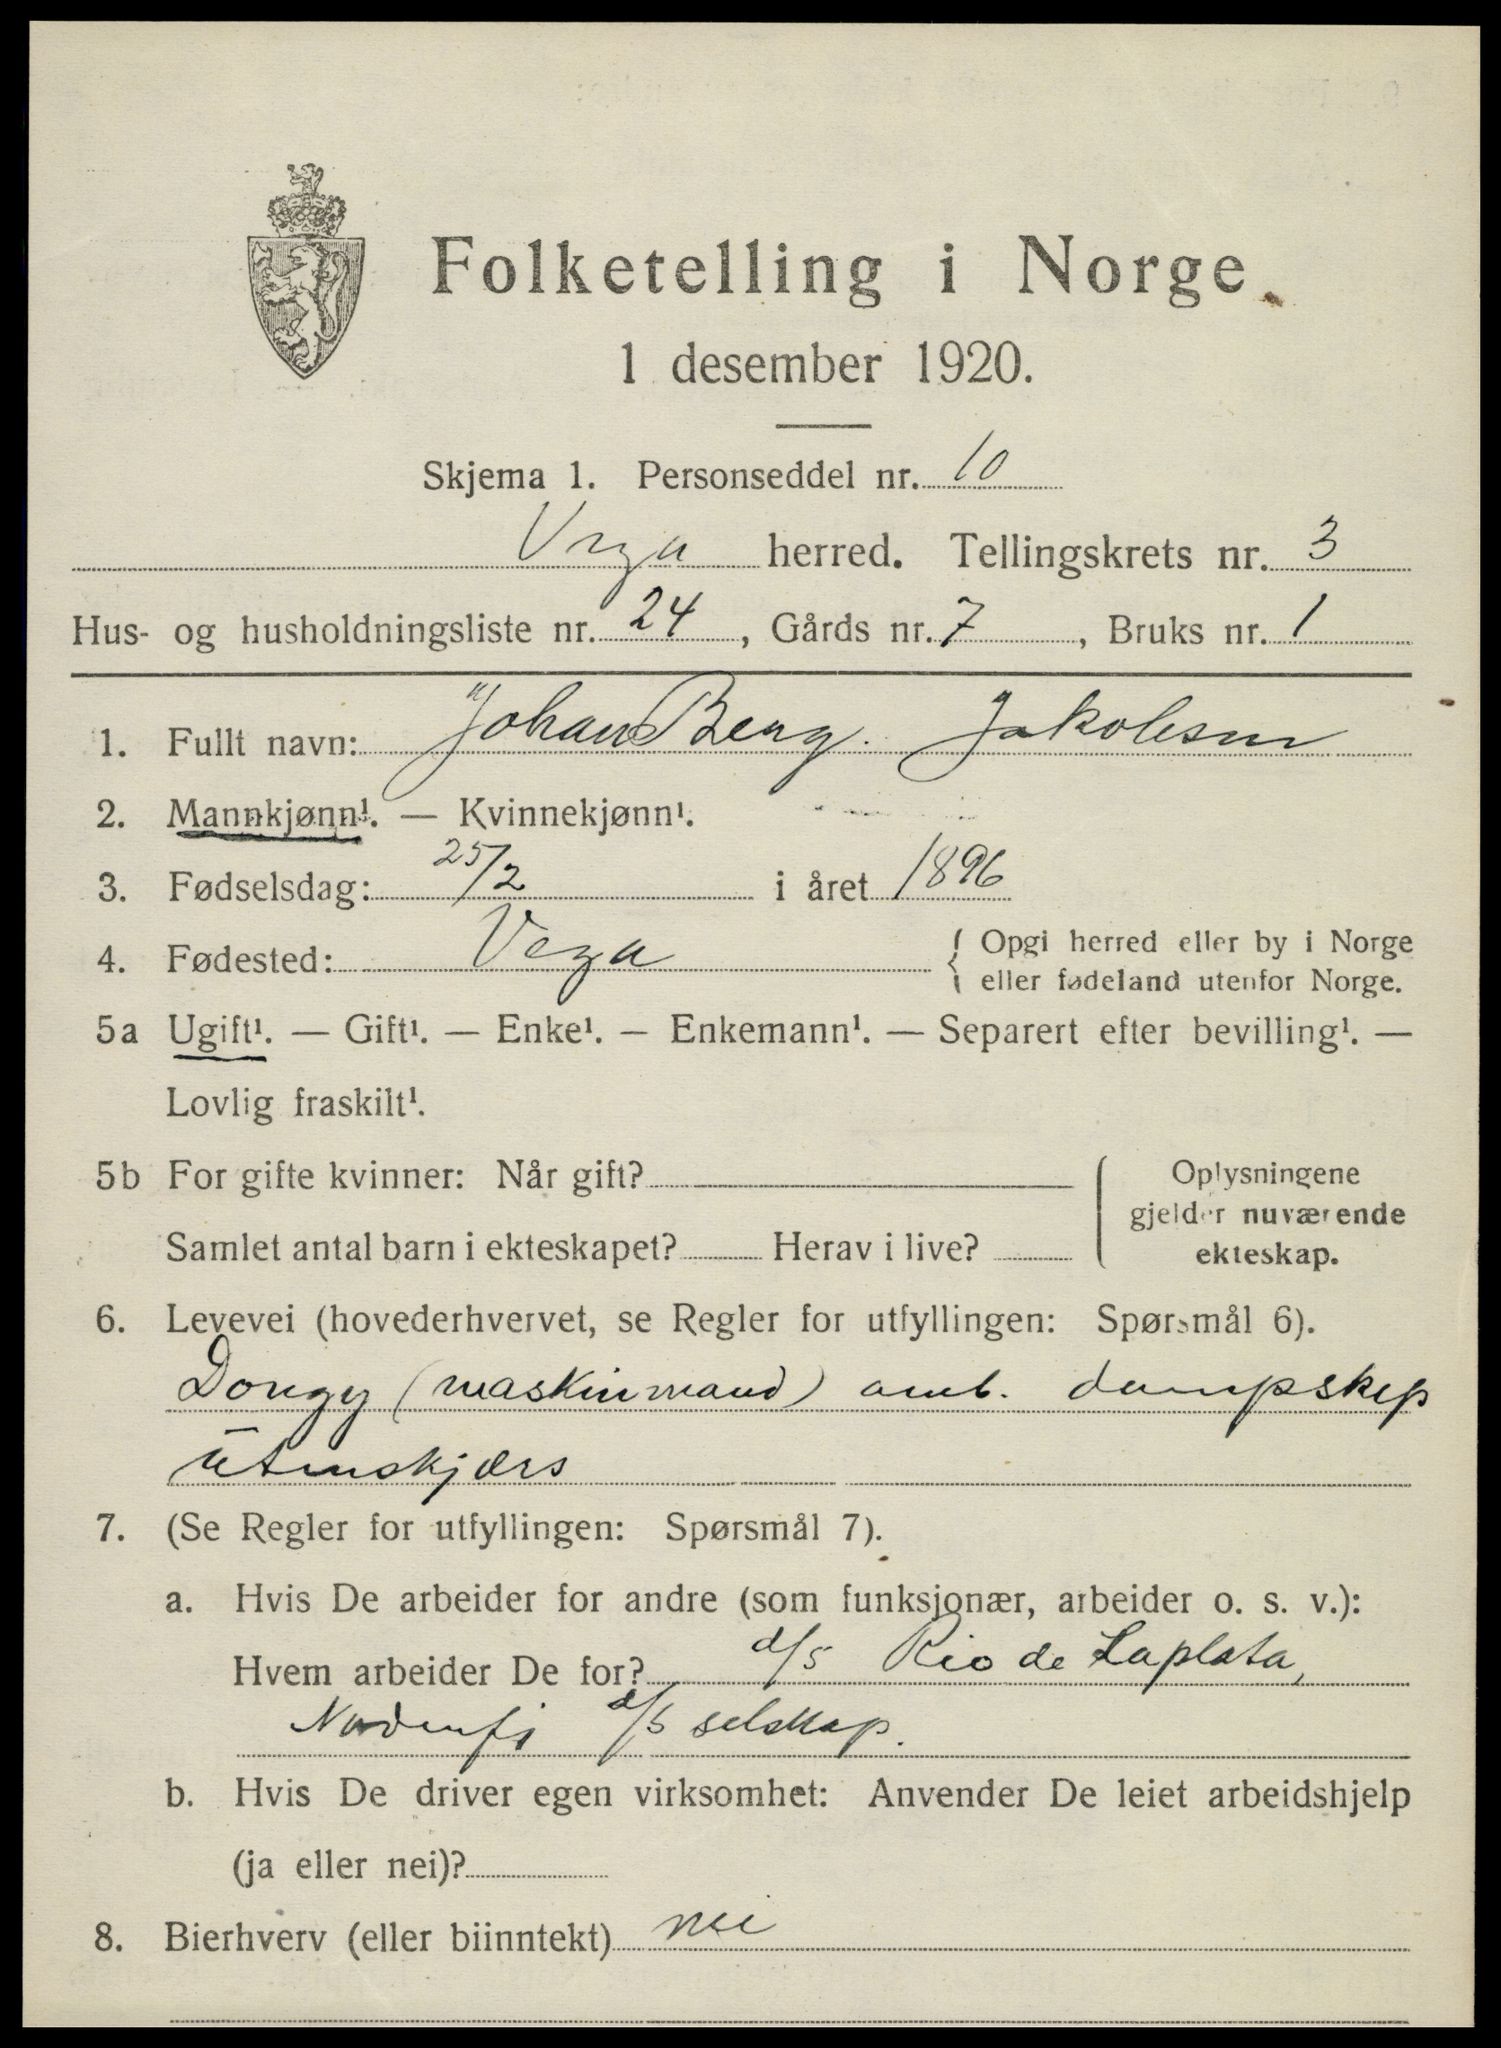 Folketelling i Norge
1 desember 1920.
Skjema 1. Personseddel nr. 10
Vega herred. Tellingskrets nr. 3
Hus- og husholdningsliste nr. 24, Gårds nr. 7, Bruks nr. 1
1. Fullt navn: Johan Berg. Jakobsen
2. Mannkjønn¹. — Kvinnekjønn¹.
3. Fødselsdag: 25/2 i året 1896
4. Fødested: Vega { Opgi herred eller by i Norge
eller fødeland utenfor Norge.
5a Ugift¹. — Gift¹. — Enke¹. — Enkemann¹. — Separert efter bevilling¹. —
Lovlig fraskilt¹.
5b For gifte kvinner: Når gift?
Samlet antal barn i ekteskapet? Herav i live?
Oplysningene
gjelder nuværende
ekteskap.
6. Levevei (hovederhvervet, se Regler for utfyllingen: Spørsmål 6).
Dongy (maskinmand) omb. dampskip
utenskjærs
7. (Se Regler for utfyllingen: Spørsmål 7).
a. Hvis De arbeider for andre (som funksjonær, arbeider o. s. v.):
Hvem arbeider De for? d/s Rio de Laplata,
Nordenfj d/s selskap.
b. Hvis De driver egen virksomhet: Anvender De leiet arbeidshjelp
(ja eller nei)?
8. Bierhverv (eller biinntekt) nei